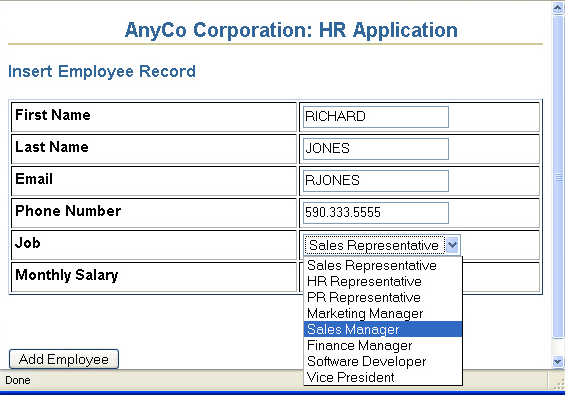 AnyCo Corporation: HR Application
Insert Employee Record
First Name RICHARD
Last Name JONES
Email RJONES
Phone Number 590.333.5555
Job Sales Representative
Monthly Salary
Sales Representative
HR Representative
PR Representative
Marketing Manager
Sales Manager
Finance Manager
Software Developer
Vice President
Add Employee
Done